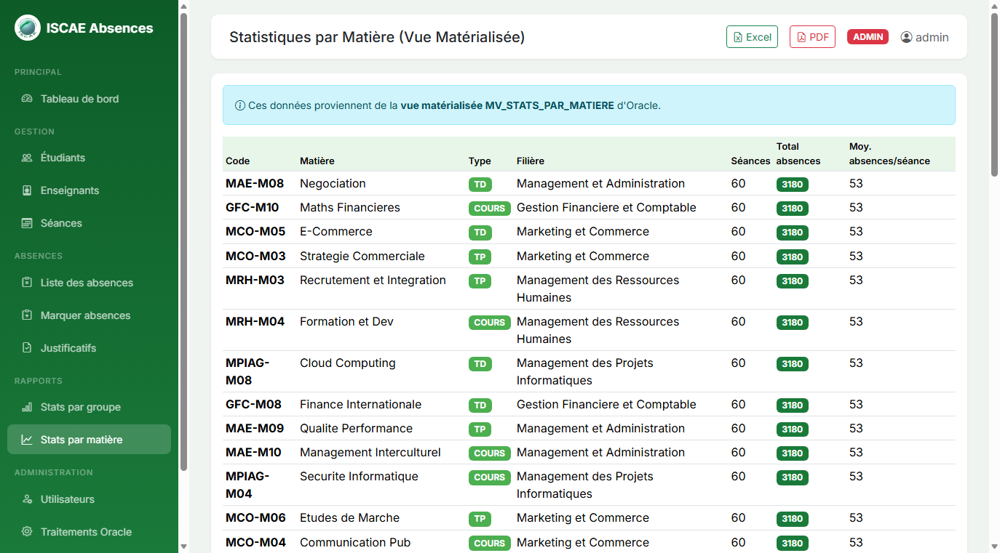 ISCAE Absences
PRINCIPAL
Tableau de bord
GESTION
Étudiants
Enseignants
Séances
ABSENCES
Liste des absences
Marquer absences
Justificatifs
RAPPORTS
Stats par groupe
Stats par matière
ADMINISTRATION
Utilisateurs
Traitements Oracle
Statistiques par Matière (Vue Matérialisée)
Excel
PDF
ADMIN
admin
Ces données proviennent de la vue matérialisée MV_STATS_PAR_MATIERE d'Oracle.
Code Matière Type Filière Séances Total absences Moy. absences/séance
MAE-M08 Negociation TD Management et Administration 60 3180 53
GFC-M10 Maths Financieres COURS Gestion Financiere et Comptable 60 3180 53
MCO-M05 E-Commerce TD Marketing et Commerce 60 3180 53
MCO-M03 Strategie Commerciale TP Marketing et Commerce 60 3180 53
MRH-M03 Recrutement et Integration TP Management des Ressources Humaines 60 3180 53
MRH-M04 Formation et Dev COURS Management des Ressources Humaines 60 3180 53
MPIAG-M08 Cloud Computing TD Management des Projets Informatiques 60 3180 53
GFC-M08 Finance Internationale TD Gestion Financiere et Comptable 60 3180 53
MAE-M09 Qualite Performance TP Management et Administration 60 3180 53
MAE-M10 Management Interculturel COURS Management et Administration 60 3180 53
MPIAG-M04 Securite Informatique COURS Management des Projets Informatiques 60 3180 53
MCO-M06 Etudes de Marche TP Marketing et Commerce 60 3180 53
MCO-M04 Communication Pub COURS Marketing et Commerce 60 3180 53